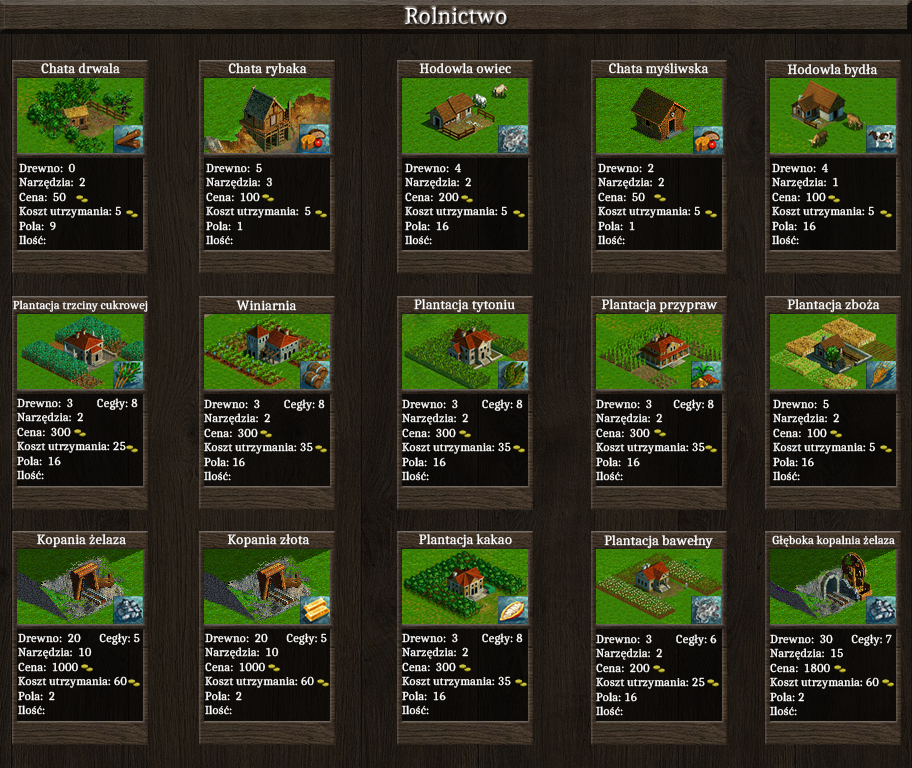 Rolnictwo
Chata drwala
Drewno: 0
Narzędzia: 2
Cena: 50
Koszt utrzymania: 5
Pola: 9
Ilość:
Chata rybaka
Drewno: 5
Narzędzia: 3
Cena: 100
Koszt utrzymania: 5
Pola: 1
Ilość:
Hodowla owiec
Drewno: 4
Narzędzia: 2
Cena: 200
Koszt utrzymania: 5
Pola: 16
Ilość:
Chata myśliwska
Drewno: 2
Narzędzia: 2
Cena: 50
Koszt utrzymania: 5
Pola: 1
Ilość:
Hodowla bydła
Drewno: 4
Narzędzia: 1
Cena: 100
Koszt utrzymania: 5
Pola: 16
Ilość:
Plantacja trzciny cukrowej
Drewno: 3 Cegły: 8
Narzędzia: 2
Cena: 300
Koszt utrzymania: 25
Pola: 16
Ilość:
Winiarnia
Drewno: 3 Cegły: 8
Narzędzia: 2
Cena: 300
Koszt utrzymania: 35
Pola: 16
Ilość:
Plantacja tytoniu
Drewno: 3 Cegły: 8
Narzędzia: 2
Cena: 300
Koszt utrzymania: 35
Pola: 16
Ilość:
Plantacja przypraw
Drewno: 3 Cegły: 8
Narzędzia: 2
Cena: 300
Koszt utrzymania: 35
Pola: 16
Ilość:
Plantacja zboża
Drewno: 5
Narzędzia: 2
Cena: 100
Koszt utrzymania: 5
Pola: 16
Ilość:
Kopania żelaza
Drewno: 20 Cegły: 5
Narzędzia: 10
Cena: 1000
Koszt utrzymania: 60
Pola: 2
Ilość:
Kopania złota
Drewno: 20 Cegły: 5
Narzędzia: 10
Cena: 1000
Koszt utrzymania: 60
Pola: 2
Ilość:
Plantacja kakao
Drewno: 3 Cegły: 8
Narzędzia: 2
Cena: 300
Koszt utrzymania: 35
Pola: 16
Ilość:
Plantacja bawełny
Drewno: 3 Cegły: 6
Narzędzia: 2
Cena: 200
Koszt utrzymania: 25
Pola: 16
Ilość:
Głęboka kopalnia żelaza
Drewno: 30 Cegły: 7
Narzędzia: 15
Cena: 1800
Koszt utrzymania: 60
Pola: 2
Ilość: